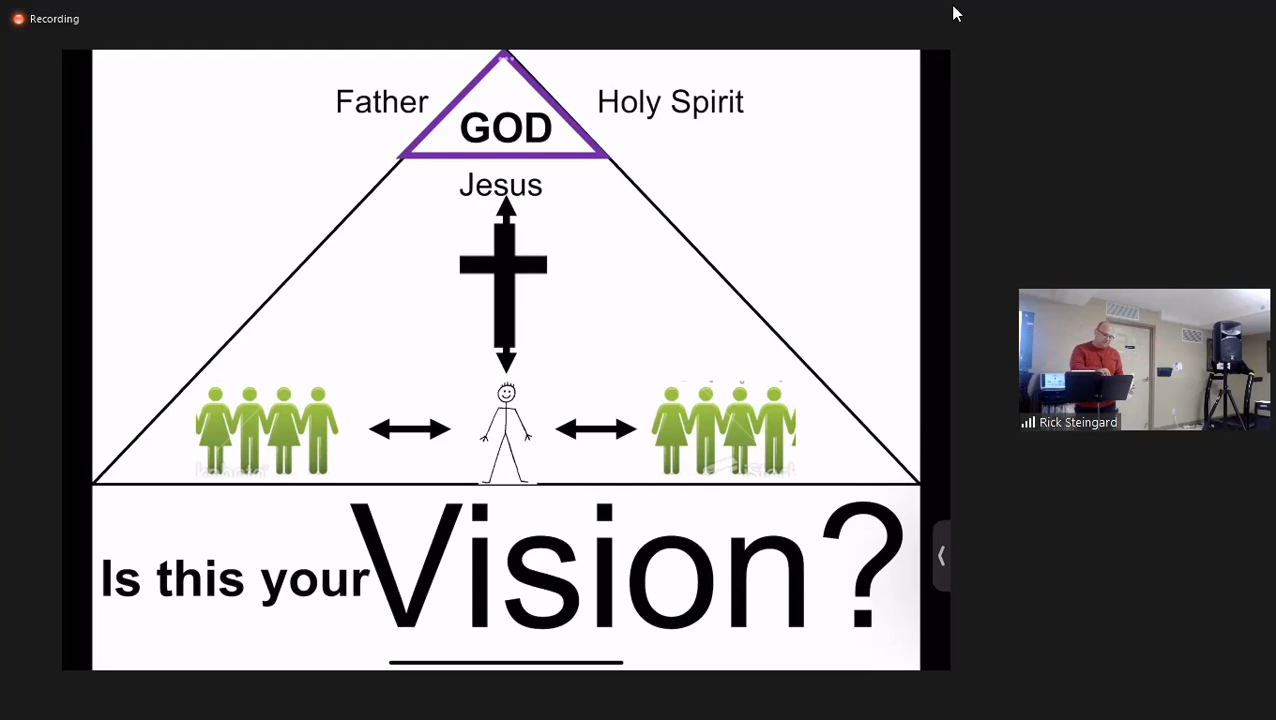 Recording
Father
Holy Spirit
GOD
Jesus
Is this your Vision?
Rick Steingard